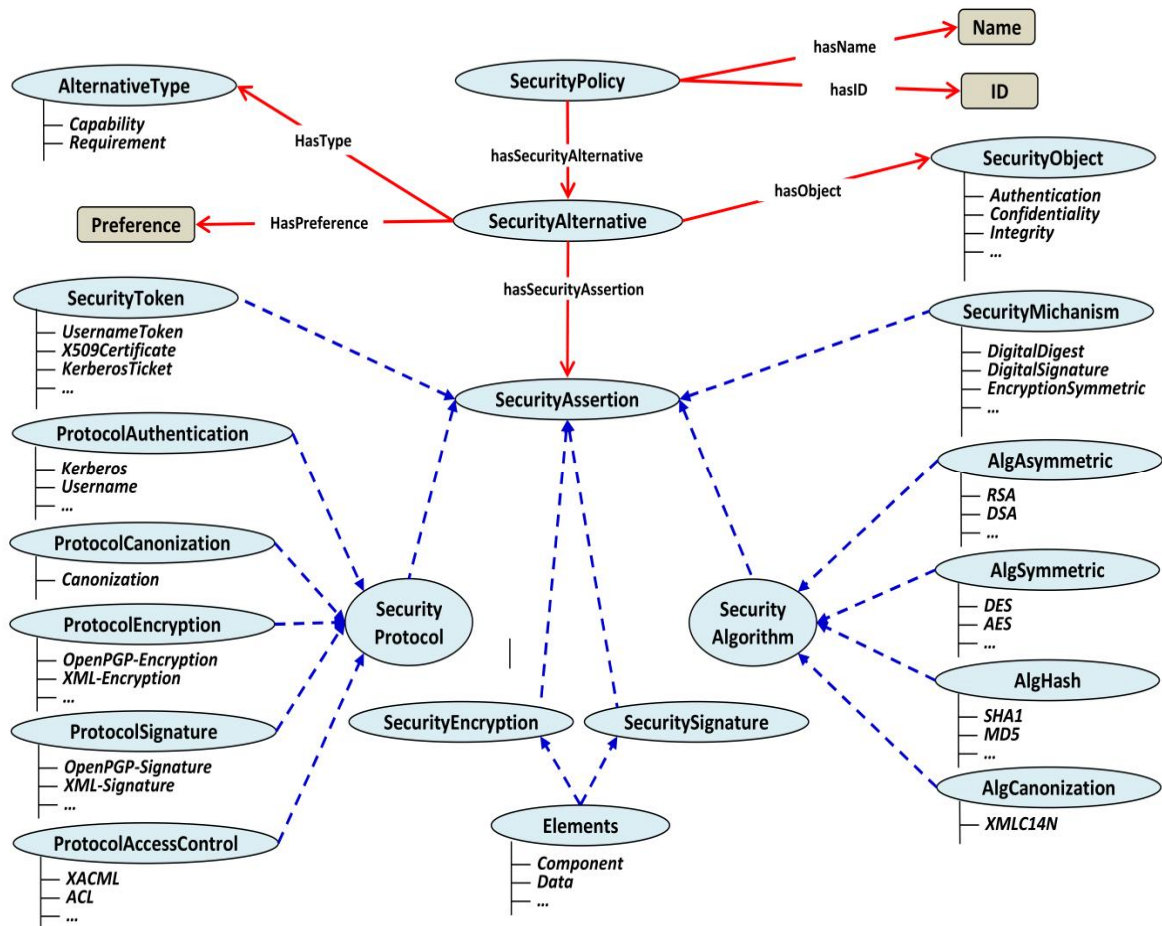 Name
hasName
AlternativeType
Capability
Requirement
SecurityPolicy
hasID
ID
HasType
hasSecurityAlternative
SecurityObject
Authentication
Confidentiality
Integrity
...
hasObject
Preference
HasPreference
SecurityAlternative
hasSecurityAssertion
SecurityToken
UsernameToken
X509Certificate
KerberosTicket
...
SecurityMichanism
DigitalDigest
DigitalSignature
EncryptionSymmetric
...
SecurityAssertion
ProtocolAuthentication
Kerberos
Username
...
AlgAsymmetric
RSA
DSA
...
ProtocolCanonization
Canonization
AlgSymmetric
DES
AES
...
Security
Protocol
Security
Algorithm
ProtocolEncryption
OpenPGP-Encryption
XML-Encryption
...
AlgHash
SHA1
MD5
...
ProtocolSignature
OpenPGP-Signature
XML-Signature
...
SecurityEncryption
SecuritySignature
AlgCanonization
XMLC14N
ProtocolAccessControl
XACML
ACL
...
Elements
Component
Data
...